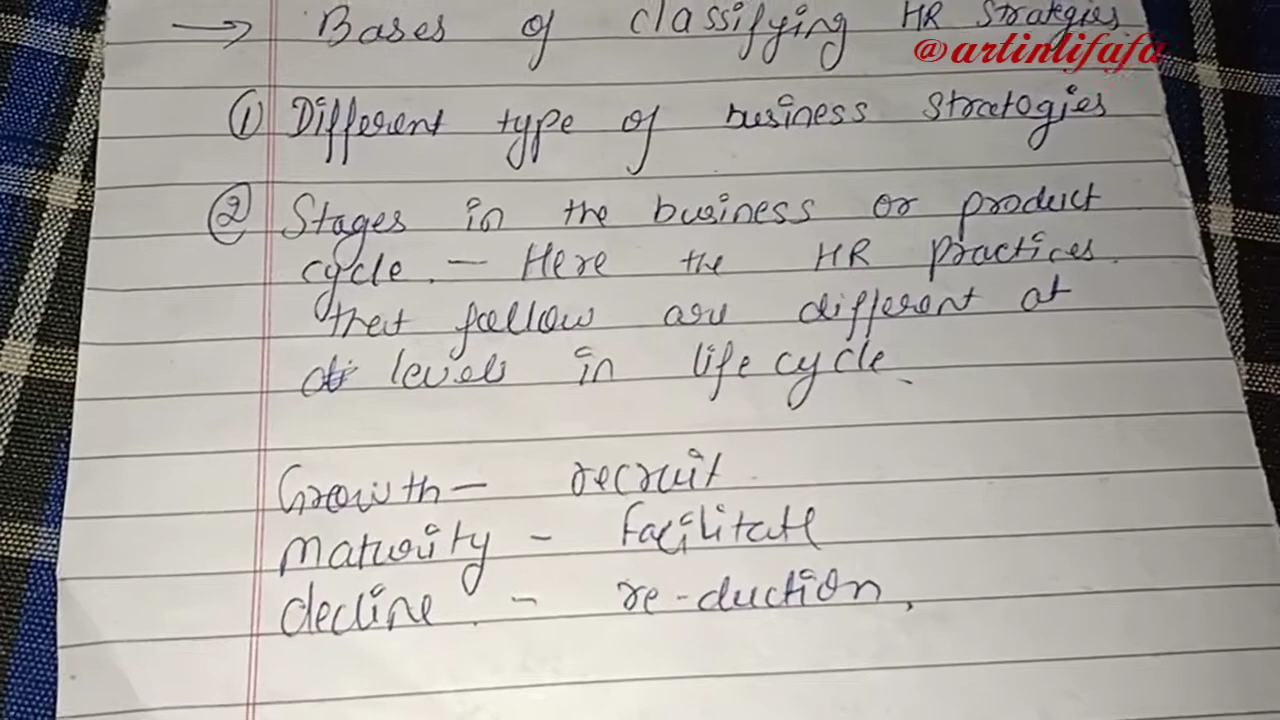 → Bases of classifying HR Strategies
@artinlifafa
① Different type of business strategies
② Stages in the business or product
cycle. – Here the HR practices.
that follow are different at
levels in life cycle.
Growth – recruit.
maturity – facilitate
decline. – re-duction,